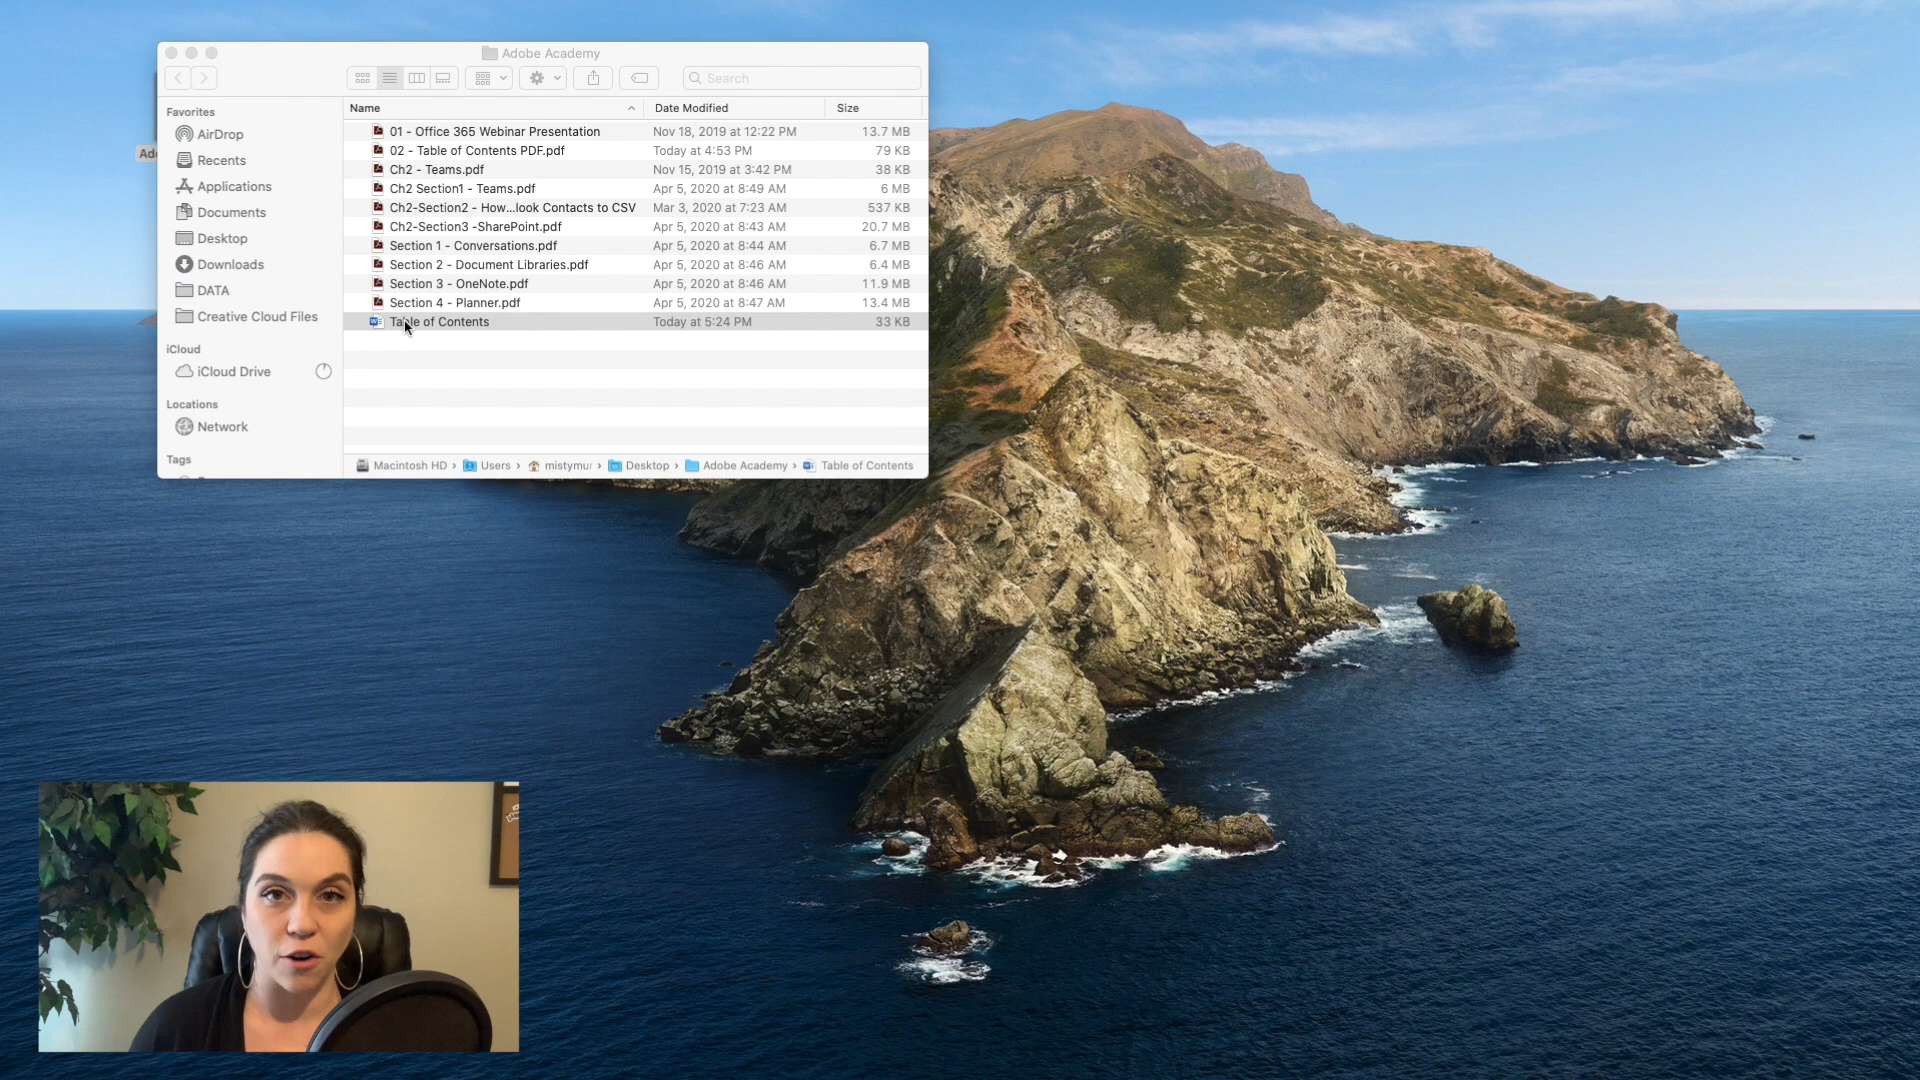 Adobe Academy
Search
Favorites
AirDrop
Recents
Applications
Documents
Desktop
Downloads
DATA
Creative Cloud Files
iCloud
iCloud Drive
Locations
Network
Tags
Name Date Modified Size
01 - Office 365 Webinar Presentation Nov 18, 2019 at 12:22 PM 13.7 MB
02 - Table of Contents PDF.pdf Today at 4:53 PM 79 KB
Ch2 - Teams.pdf Nov 15, 2019 at 3:42 PM 38 KB
Ch2 Section1 - Teams.pdf Apr 5, 2020 at 8:49 AM 6 MB
Ch2-Section2 - How...look Contacts to CSV Mar 3, 2020 at 7:23 AM 537 KB
Ch2-Section3 -SharePoint.pdf Apr 5, 2020 at 8:43 AM 20.7 MB
Section 1 - Conversations.pdf Apr 5, 2020 at 8:44 AM 6.7 MB
Section 2 - Document Libraries.pdf Apr 5, 2020 at 8:46 AM 6.4 MB
Section 3 - OneNote.pdf Apr 5, 2020 at 8:46 AM 11.9 MB
Section 4 - Planner.pdf Apr 5, 2020 at 8:47 AM 13.4 MB
Table of Contents Today at 5:24 PM 33 KB
Macintosh HD › Users › mistymur › Desktop › Adobe Academy › Table of Contents